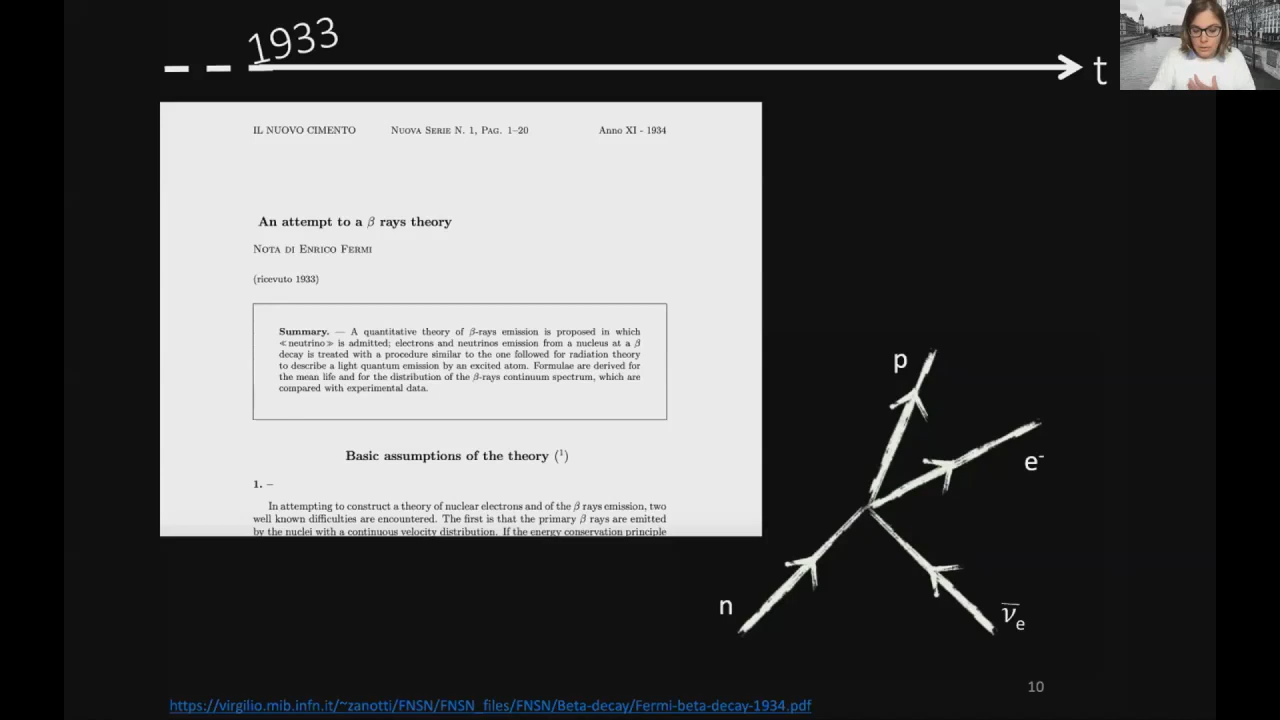 1933
t
IL NUOVO CIMENTO NUOVA SERIE N. 1, PAG. 1–20 Anno XI - 1934
An attempt to a β rays theory
NOTA DI ENRICO FERMI
(ricevuto 1933)
Summary. — A quantitative theory of β-rays emission is proposed in which
≪neutrino≫ is admitted; electrons and neutrinos emission from a nucleus at a β
decay is treated with a procedure similar to the one followed for radiation theory
to describe a light quantum emission by an excited atom. Formulae are derived for
the mean life and for the distribution of the β-rays continuum spectrum, which are
compared with experimental data.
Basic assumptions of the theory (¹)
1. –
In attempting to construct a theory of nuclear electrons and of the β rays emission, two
well known difficulties are encountered. The first is that the primary β rays are emitted
by the nuclei with a continuous velocity distribution. If the energy conservation principle
p
e⁻
n
ν̅ₑ
10
https://virgilio.mib.infn.it/~zanotti/FNSN/FNSN_files/FNSN/Beta-decay/Fermi-beta-decay-1934.pdf